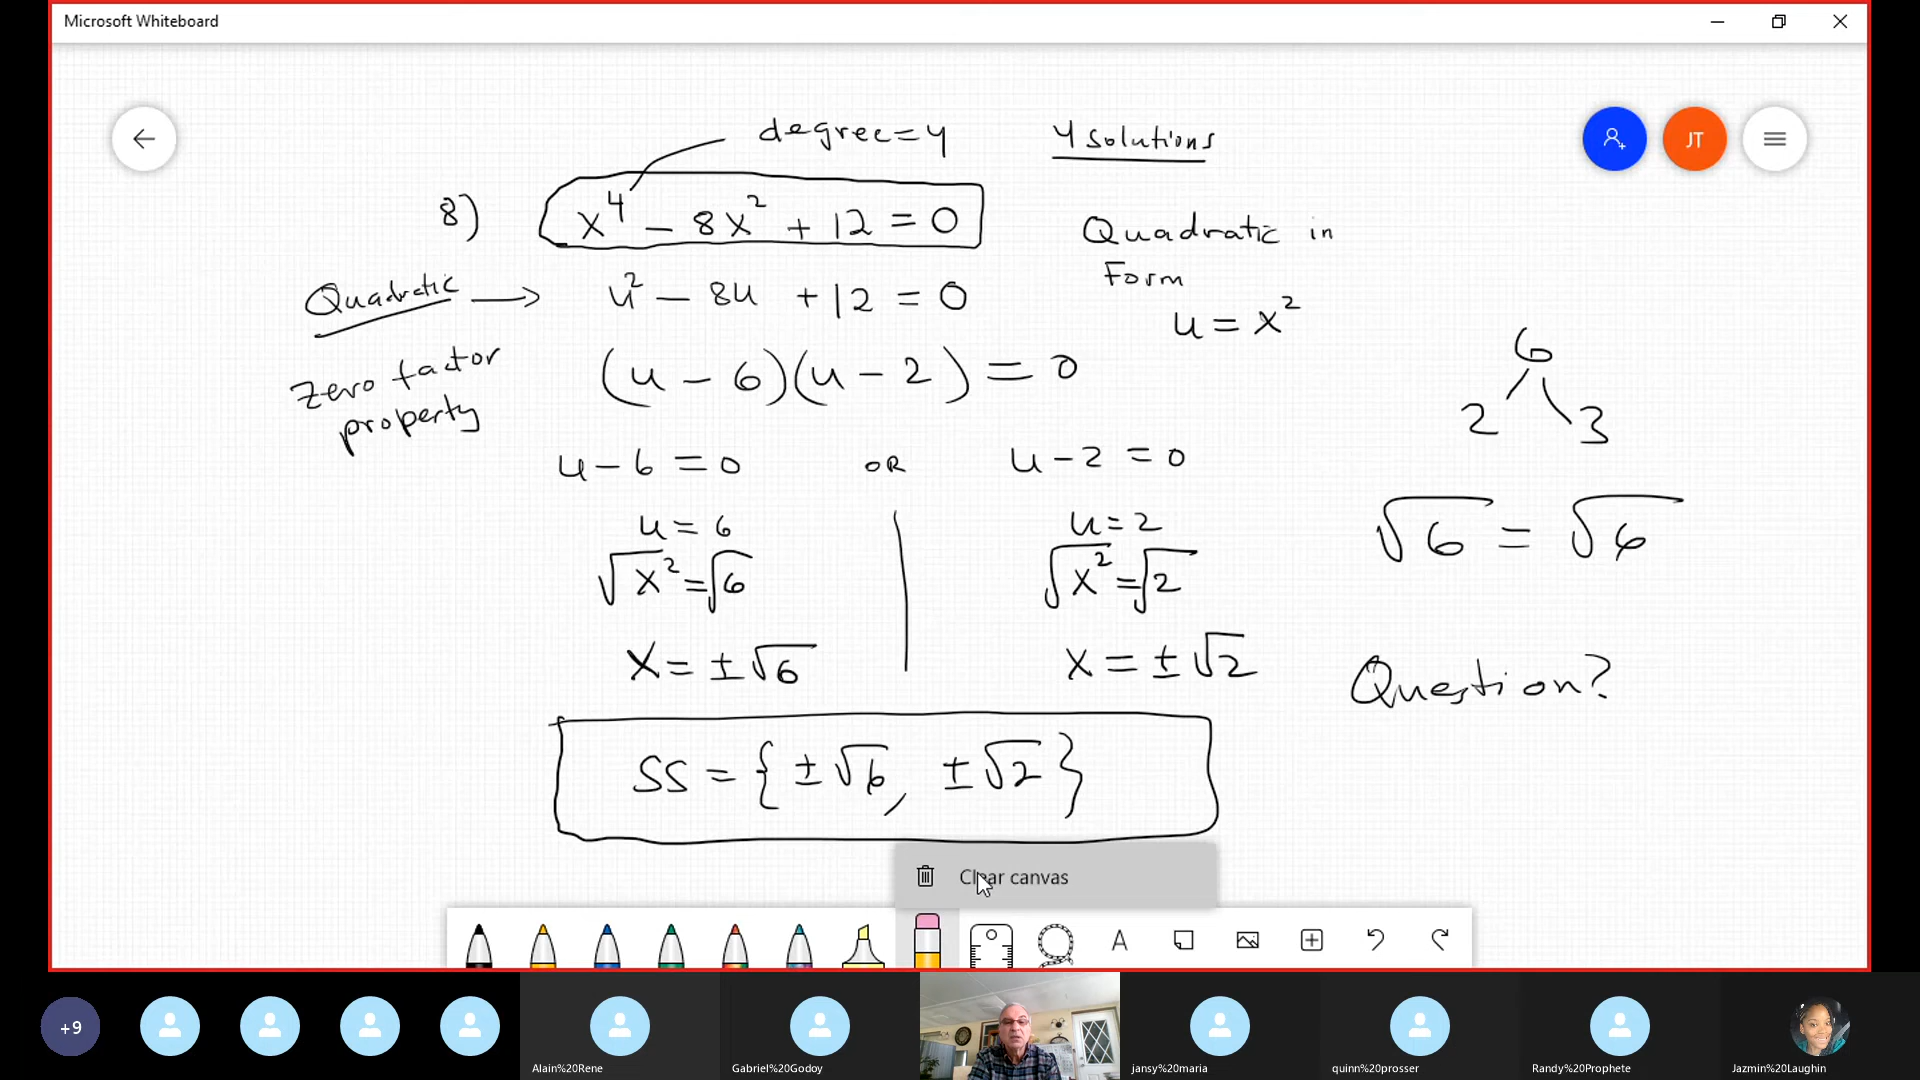 Microsoft Whiteboard
degree=4
4 solutions
JT
8) x⁴ − 8x² + 12 = 0
Quadratic in
Form
Quadratic → u² − 8u + 12 = 0
u = x²
zero factor
property
(u − 6)(u − 2) = 0
6
2 3
u − 6 = 0 OR u − 2 = 0
u = 6
u = 2
√x² = √6
√x² = √2
√6 = √6
x = ±√6
x = ±√2
Question?
SS = {±√6, ±√2}
Clear canvas
A
+9
Alain%20Rene
Gabriel%20Godoy
jansy%20maria
quinn%20prosser
Randy%20Prophete
Jazmin%20Laughin